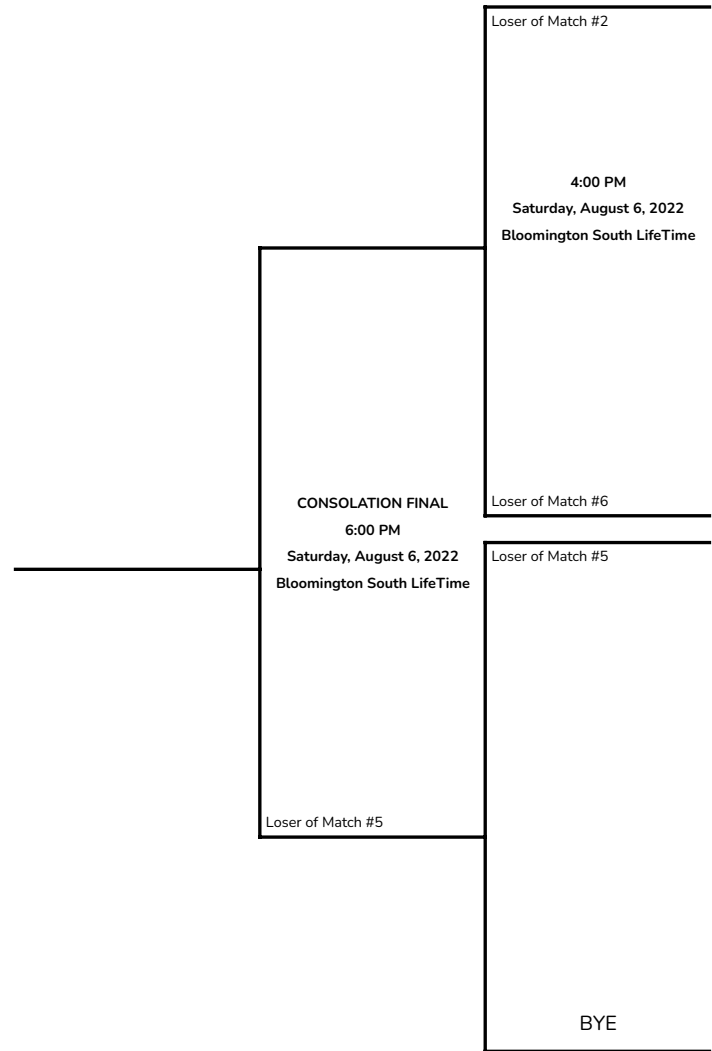 Loser of Match #2
4:00 PM
Saturday, August 6, 2022
Bloomington South LifeTime
Loser of Match #6
CONSOLATION FINAL
6:00 PM
Saturday, August 6, 2022
Bloomington South LifeTime
Loser of Match #5
Loser of Match #5
BYE